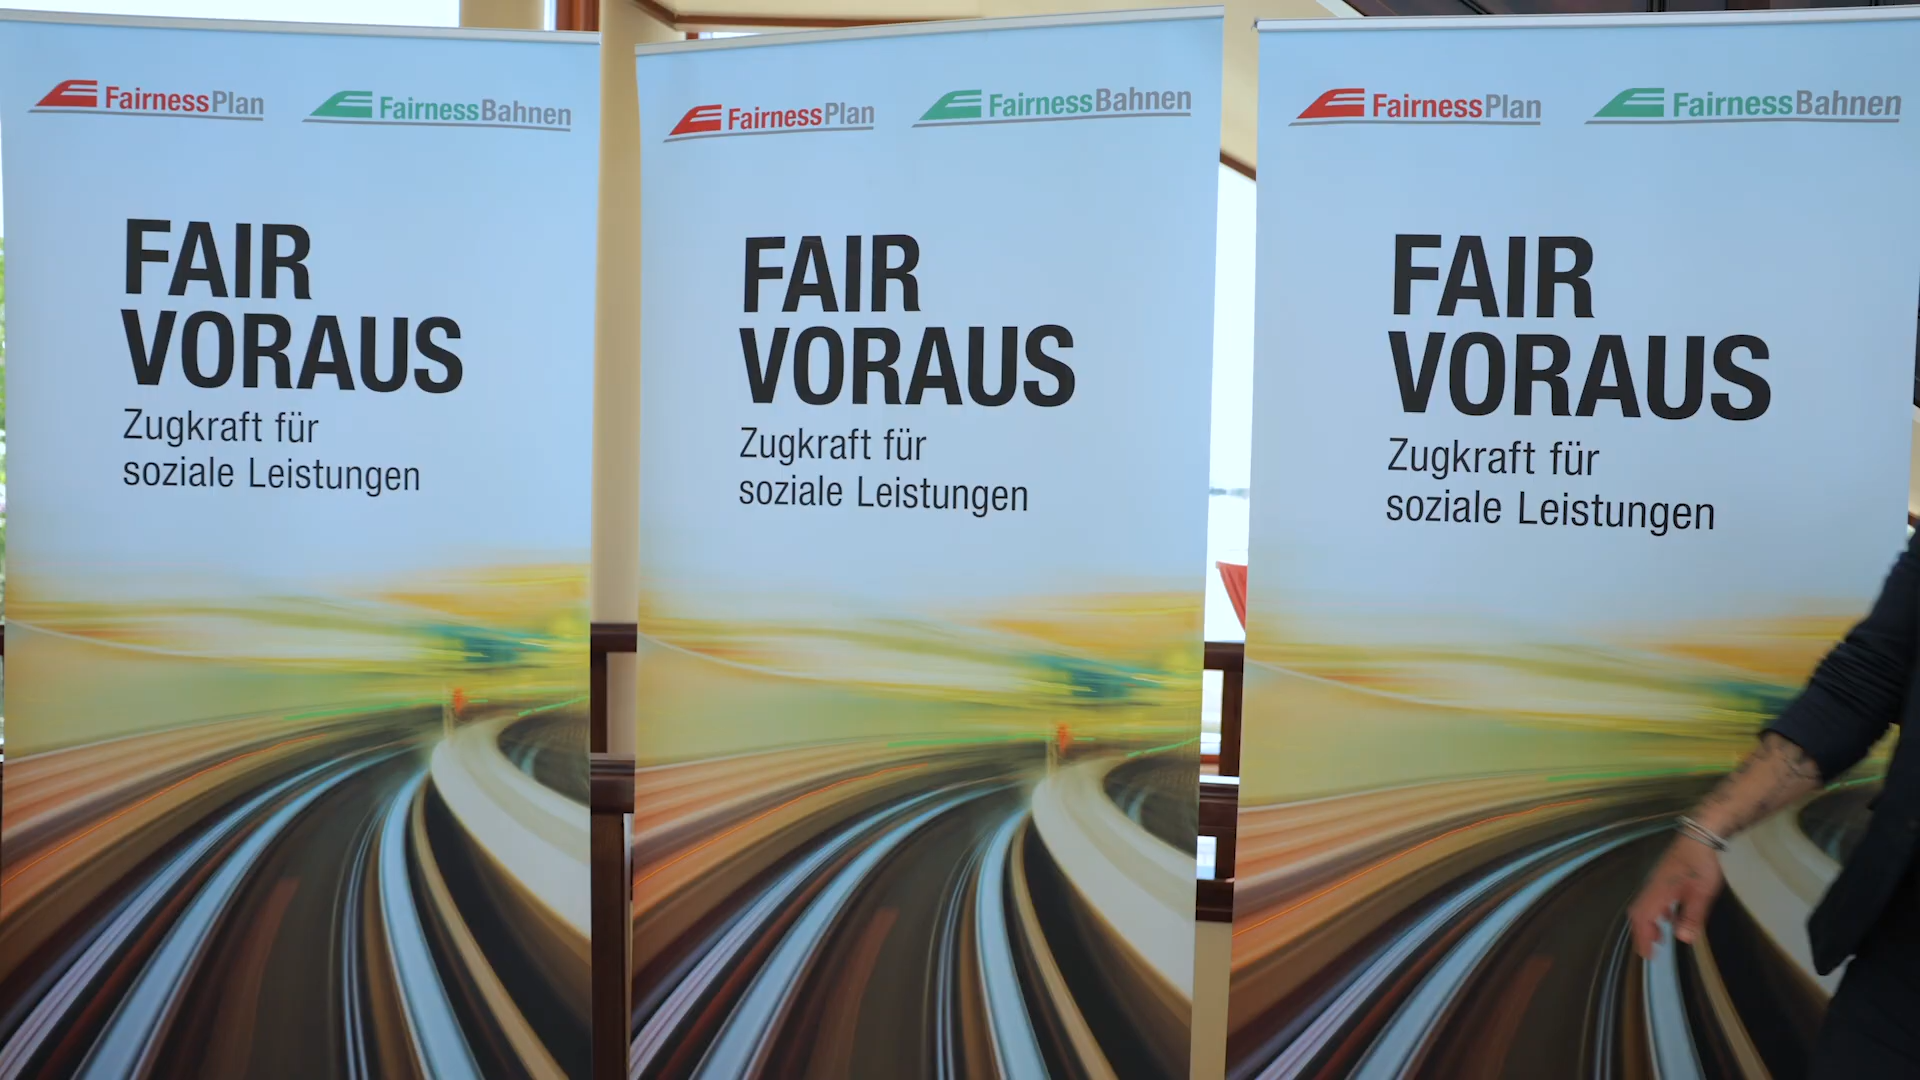 FairnessPlan FairnessBahnen
FAIR
VORAUS
Zugkraft für
soziale Leistungen
FairnessPlan FairnessBahnen
FAIR
VORAUS
Zugkraft für
soziale Leistungen
FairnessPlan FairnessBahnen
FAIR
VORAUS
Zugkraft für
soziale Leistungen